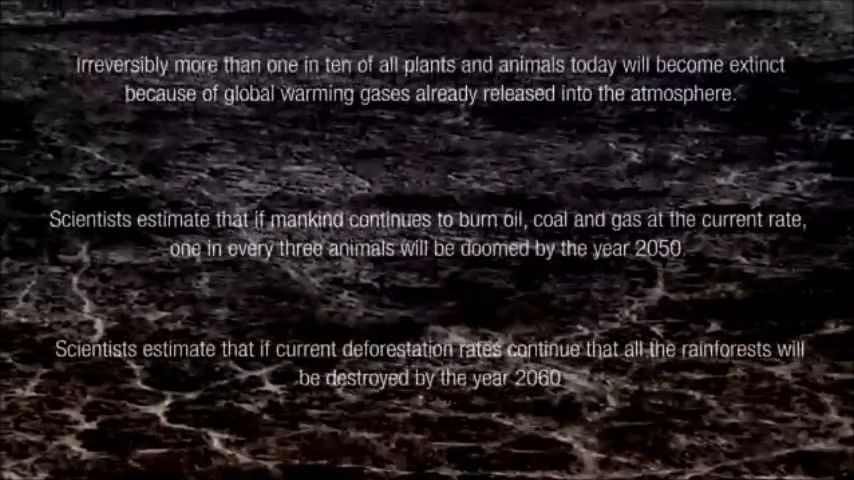 Irreversibly more than one in ten of all plants and animals today will become extinct
because of global warming gases already released into the atmosphere.
Scientists estimate that if mankind continues to burn oil, coal and gas at the current rate,
one in every three animals will be doomed by the year 2050.
Scientists estimate that if current deforestation rates continue that all the rainforests will
be destroyed by the year 2060